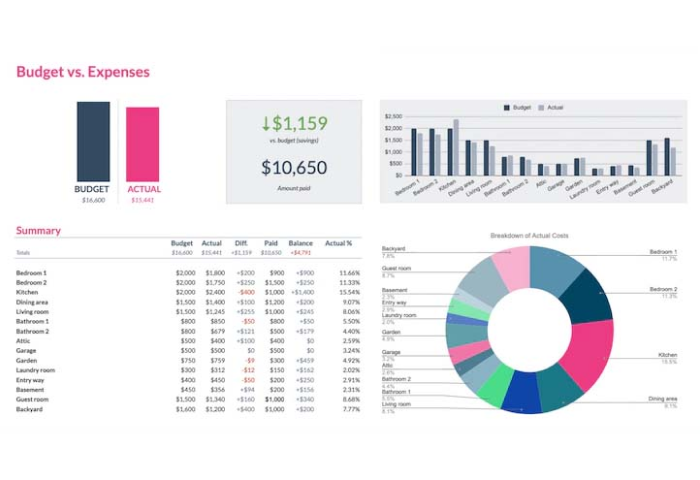 Budget vs. Expenses
BUDGET ACTUAL
$16,600 $15,441
↓$1,159
vs. budget (savings)
$10,650
Amount paid
Budget Actual
$2,500
$2,000
$1,500
$1,000
$500
$0
Bedroom 1 Bedroom 2 Kitchen Dining area Living room Bathroom 1 Bathroom 2 Attic Garage Garden Laundry room Entry way Basement Guest room Backyard
Summary
Budget Actual Diff. Paid Balance Actual %
Totals $16,600 $15,441 +$1,159 $10,650 +$4,791
Bedroom 1 $2,000 $1,800 +$200 $900 +$900 11.66%
Bedroom 2 $2,000 $1,750 +$250 $1,500 +$250 11.33%
Kitchen $2,000 $2,400 -$400 $1,000 +$1,400 15.54%
Dining area $1,500 $1,400 +$100 $1,200 +$200 9.07%
Living room $1,500 $1,245 +$255 $1,000 +$245 8.06%
Bathroom 1 $800 $850 -$50 $800 +$50 5.50%
Bathroom 2 $800 $679 +$121 $500 +$179 4.40%
Attic $500 $400 +$100 $400 $0 2.59%
Garage $500 $500 $0 $500 $0 3.24%
Garden $750 $759 -$9 $300 +$459 4.92%
Laundry room $300 $312 -$12 $150 +$162 2.02%
Entry way $400 $450 -$50 $250 +$200 2.91%
Basement $450 $356 +$94 $200 +$156 2.31%
Guest room $1,500 $1,340 +$160 $1,000 +$340 8.68%
Backyard $1,600 $1,200 +$400 $1,000 +$200 7.77%
Breakdown of Actual Costs
Backyard
7.8%
Guest room
8.7%
Basement
2.3%
Entry way
2.9%
Laundry room
2.0%
Garden
4.9%
Garage
3.2%
Attic
2.6%
Bathroom 2
4.4%
Bathroom 1
5.5%
Living room
8.1%
Bedroom 1
11.7%
Bedroom 2
11.3%
Kitchen
15.5%
Dining area
9.1%